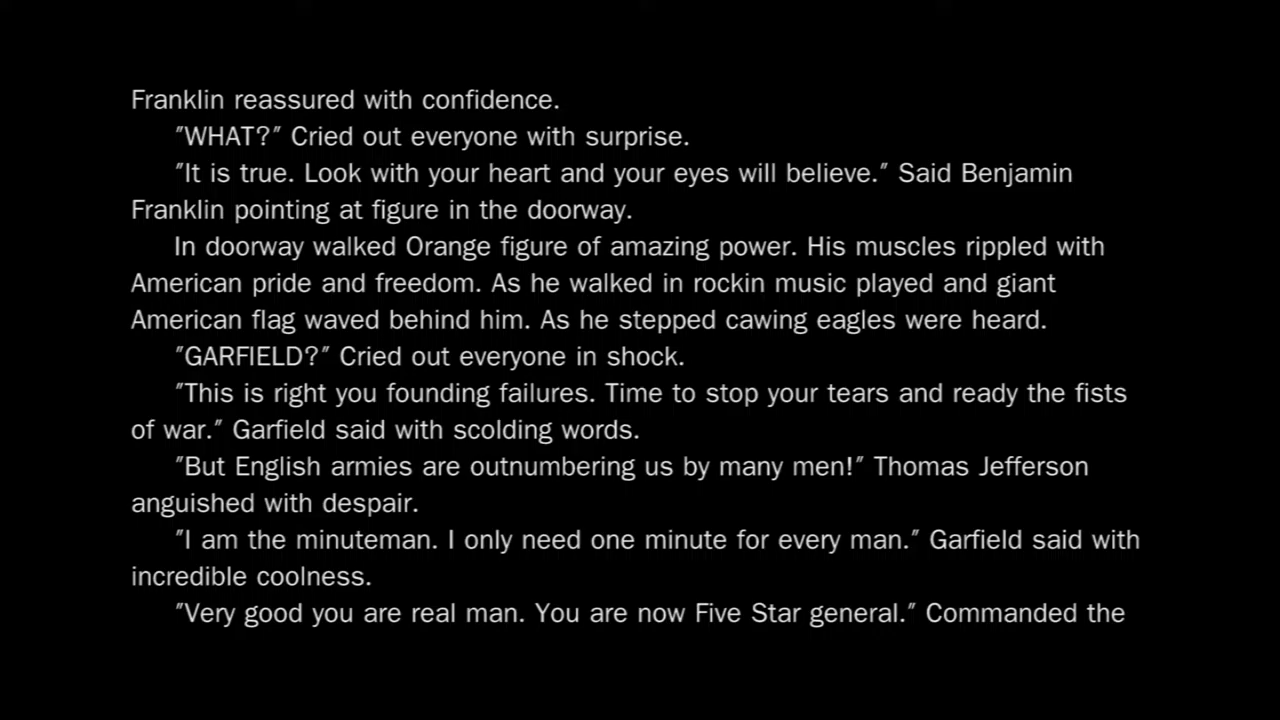 Franklin reassured with confidence.
"WHAT?" Cried out everyone with surprise.
"It is true. Look with your heart and your eyes will believe." Said Benjamin
Franklin pointing at figure in the doorway.
In doorway walked Orange figure of amazing power. His muscles rippled with
American pride and freedom. As he walked in rockin music played and giant
American flag waved behind him. As he stepped cawing eagles were heard.
"GARFIELD?" Cried out everyone in shock.
"This is right you founding failures. Time to stop your tears and ready the fists
of war." Garfield said with scolding words.
"But English armies are outnumbering us by many men!" Thomas Jefferson
anguished with despair.
"I am the minuteman. I only need one minute for every man." Garfield said with
incredible coolness.
"Very good you are real man. You are now Five Star general." Commanded the